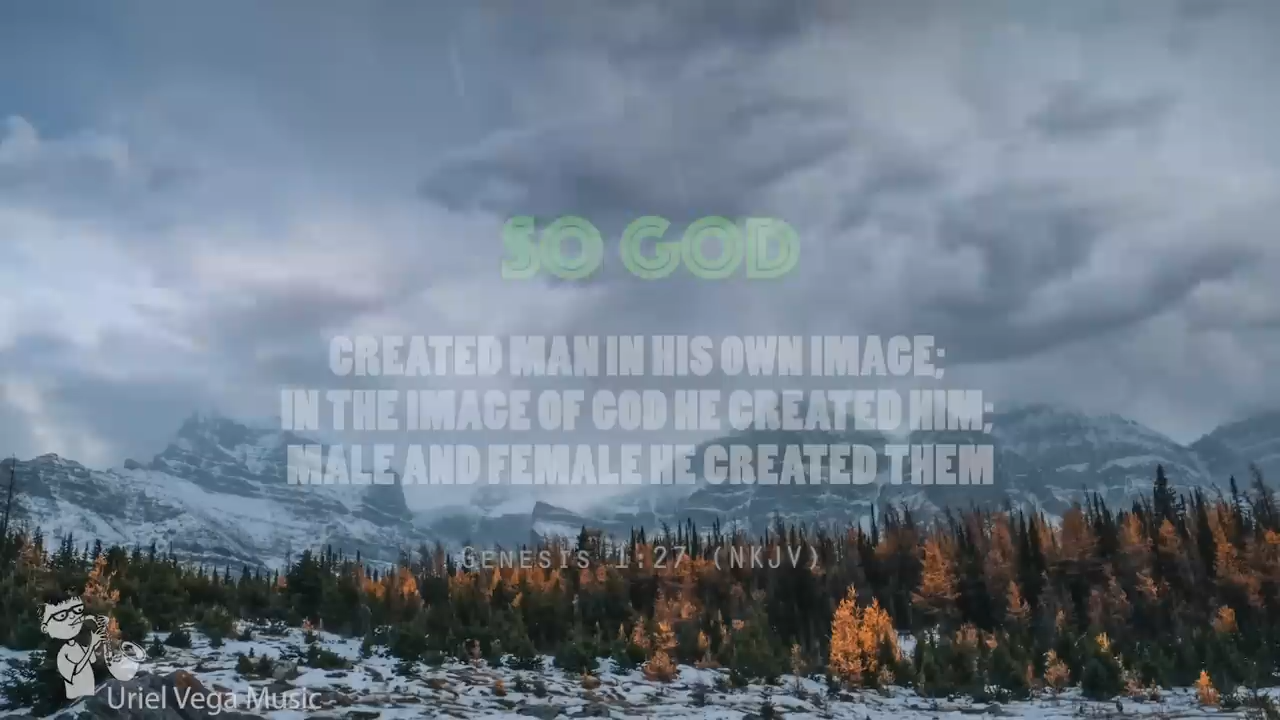 SO GOD
CREATED MAN IN HIS OWN IMAGE;
IN THE IMAGE OF GOD HE CREATED HIM;
MALE AND FEMALE HE CREATED THEM
GENESIS 1:27 (NKJV)
Uriel Vega Music